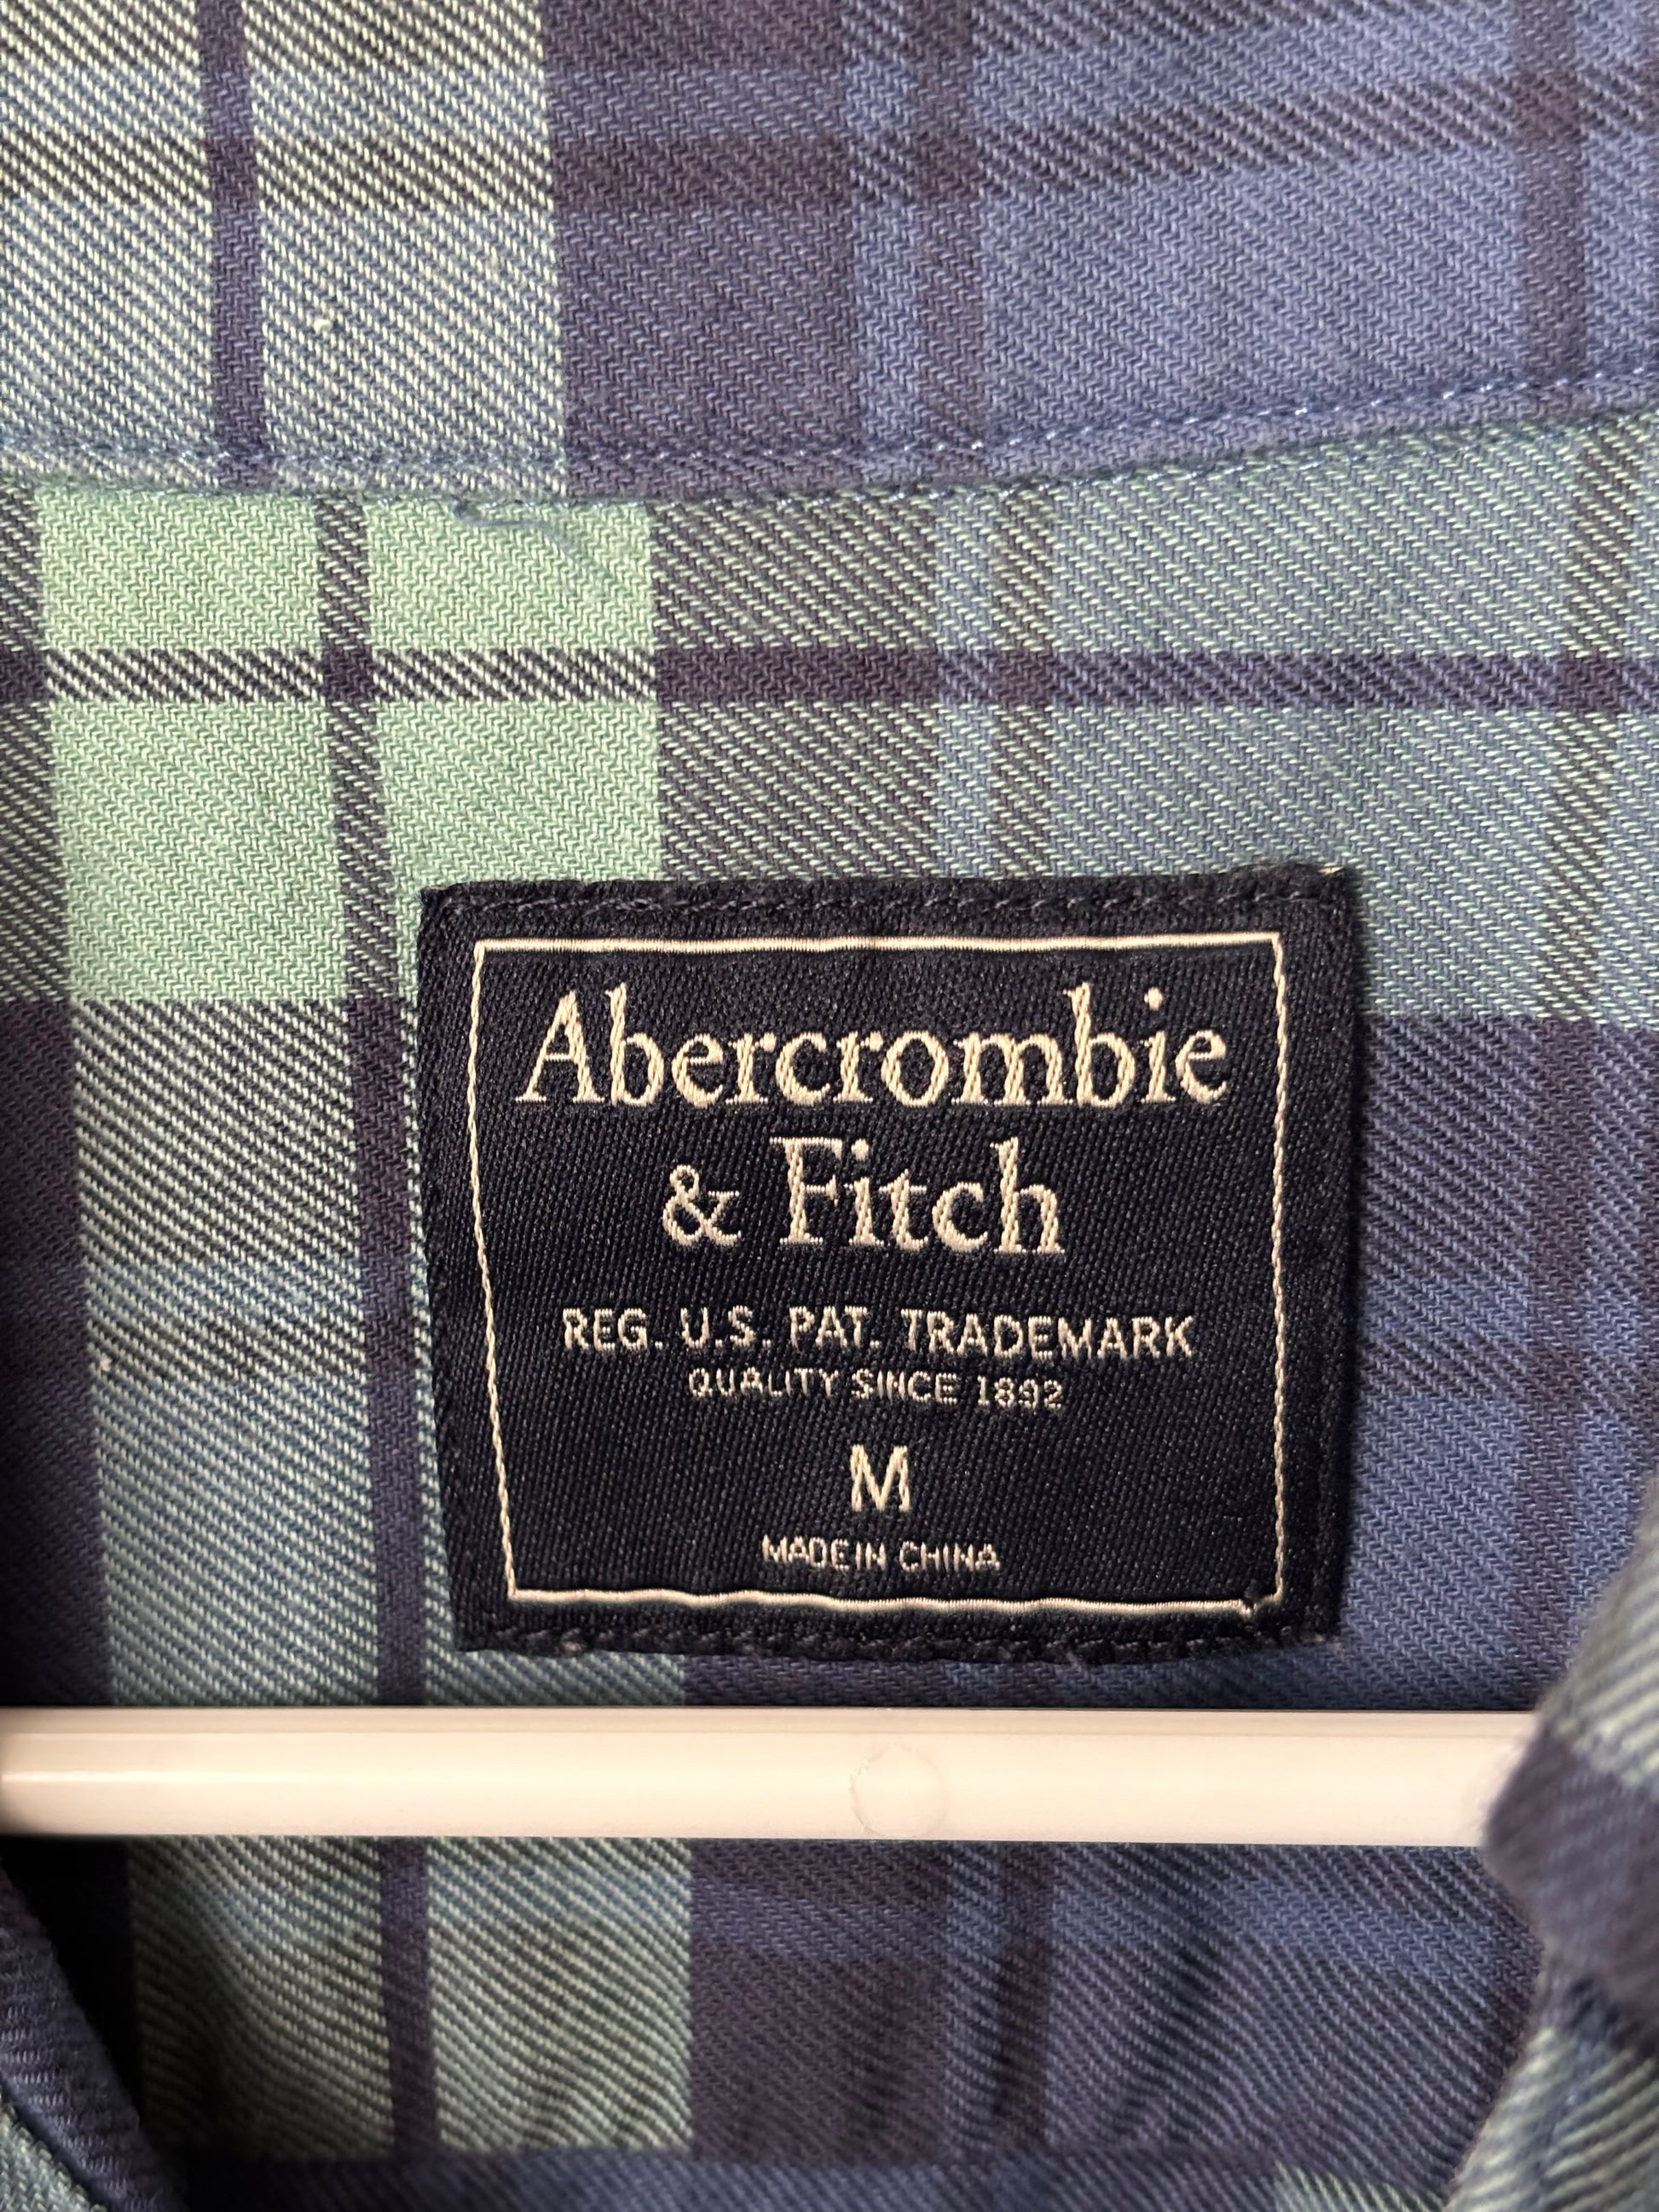 Abercrombie
& Fitch
REG. U.S. PAT. TRADEMARK
QUALITY SINCE 1892
M
MADE IN CHINA